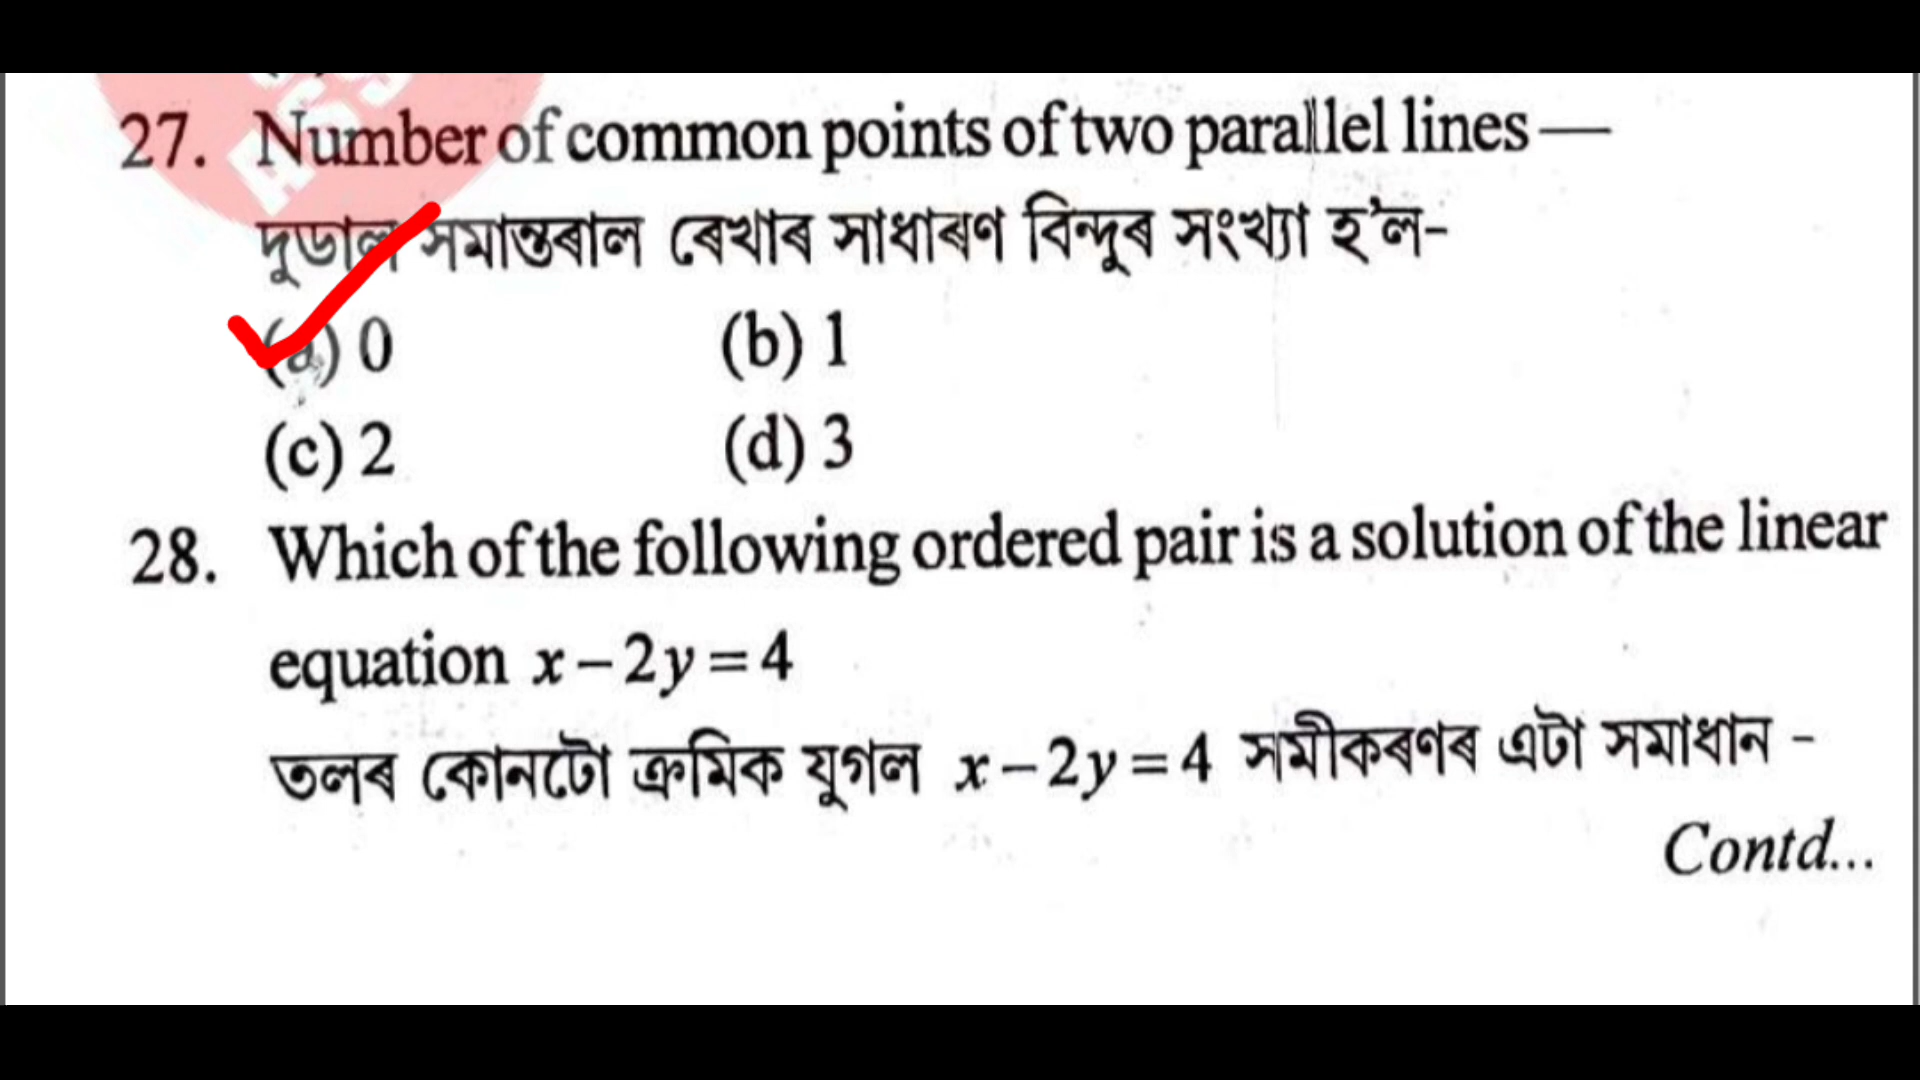 27. Number of common points of two parallel lines —
দুডাল সমান্তৰাল ৰেখাৰ সাধাৰণ বিন্দুৰ সংখ্যা হ'ল-
(a) 0 (b) 1
(c) 2 (d) 3
28. Which of the following ordered pair is a solution of the linear
equation x – 2y = 4
তলৰ কোনটো ক্ৰমিক যুগল x – 2y = 4 সমীকৰণৰ এটা সমাধান -
Contd...